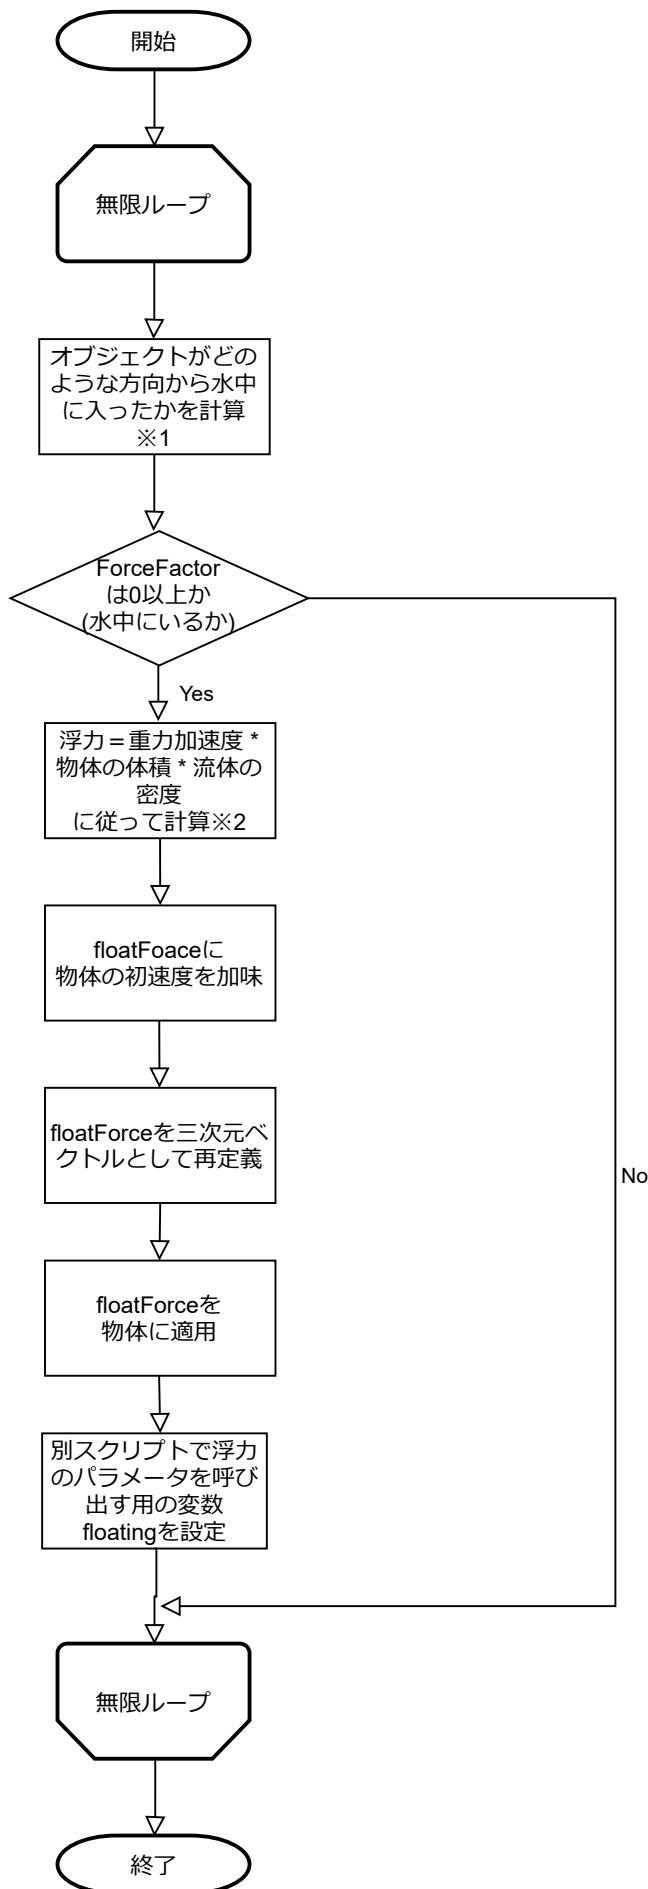 開始
無限ループ
オブジェクトがどの
ような方向から水中
に入ったかを計算
※1
ForceFactor
は0以上か
(水中にいるか)
Yes
浮力＝重力加速度 *
物体の体積 * 流体の
密度
に従って計算※2
floatFoaceに
物体の初速度を加味
floatForceを三次元ベ
クトルとして再定義
No
floatForceを
物体に適用
別スクリプトで浮力
のパラメータを呼び
出す用の変数
floatingを設定
無限ループ
終了